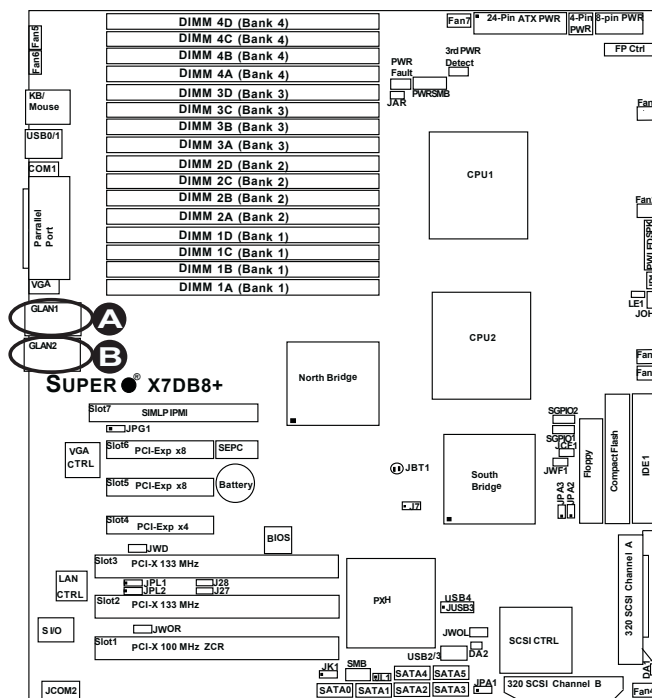 DIMM 4D (Bank 4)
DIMM 4C (Bank 4)
DIMM 4B (Bank 4)
DIMM 4A (Bank 4)
DIMM 3D (Bank 3)
DIMM 3C (Bank 3)
DIMM 3B (Bank 3)
DIMM 3A (Bank 3)
DIMM 2D (Bank 2)
DIMM 2C (Bank 2)
DIMM 2B (Bank 2)
DIMM 2A (Bank 2)
DIMM 1D (Bank 1)
DIMM 1C (Bank 1)
DIMM 1B (Bank 1)
DIMM 1A (Bank 1)
Fan5
Fan6
KB/
Mouse
USB0/1
COM1
Parrallel
Port
VGA
GLAN1
A
GLAN2
B
Fan7
24-Pin ATX PWR
4-Pin
PWR
8-pin PWR
FP Ctrl
3rd PWR
Detect
PWR
Fault
PWRSMB
JAR
Fan
Fan
CPU1
PWLED
SPK
LE1
JOH
CPU2
Fan
Fan
SUPER ® X7DB8+
North Bridge
Slot7
SIMLP IPMI
JPG1
VGA
CTRL
Slot6
PCI-Exp x8
SEPC
Slot5
PCI-Exp x8
Battery
Slot4
PCI-Exp x4
BIOS
JWD
Slot3
PCI-X 133 MHz
LAN
CTRL
JPL1
JPL2
J28
J27
Slot2
PCI-X 133 MHz
S I/O
JWOR
Slot1
PCI-X 100 MHz ZCR
JCOM2
JBT1
J7
South
Bridge
SGPIO2
SGPIO1
JCF1
JWF1
JPA3
JPA2
Floppy
Compact Flash
IDE1
PXH
USB4
JUSB3
JWOL
DA2
USB2/3
SCSI CTRL
320 SCSI Channel A
320 SCSI Channel B
DA1
Fan4
JK1
SMB
SATA4
SATA5
SATA0
SATA1
SATA2
SATA3
JPA1